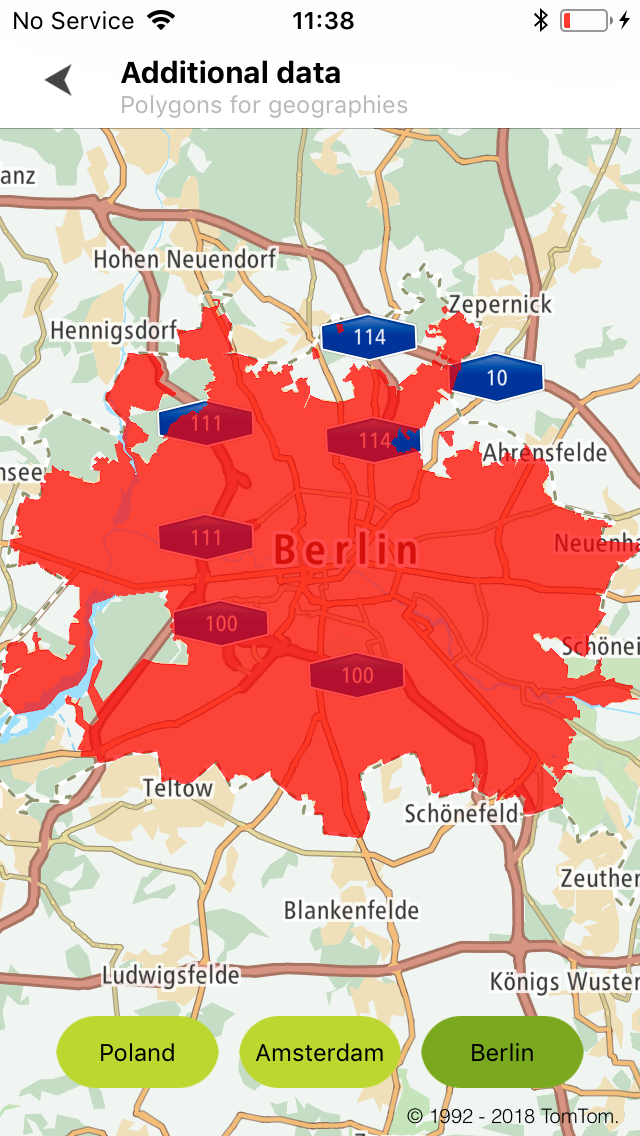 No Service 11:38
Additional data
Polygons for geographies
anz
Hohen Neuendorf
Zepernick
Hennigsdorf
114
10
111
114
Ahrensfelde
nsee
111
Berlin
Neuenha
100
Schönei
100
Teltow
Schönefeld
Zeuther
Blankenfelde
Ludwigsfelde
Königs Wuster
Poland
Amsterdam
Berlin
© 1992 - 2018 TomTom.